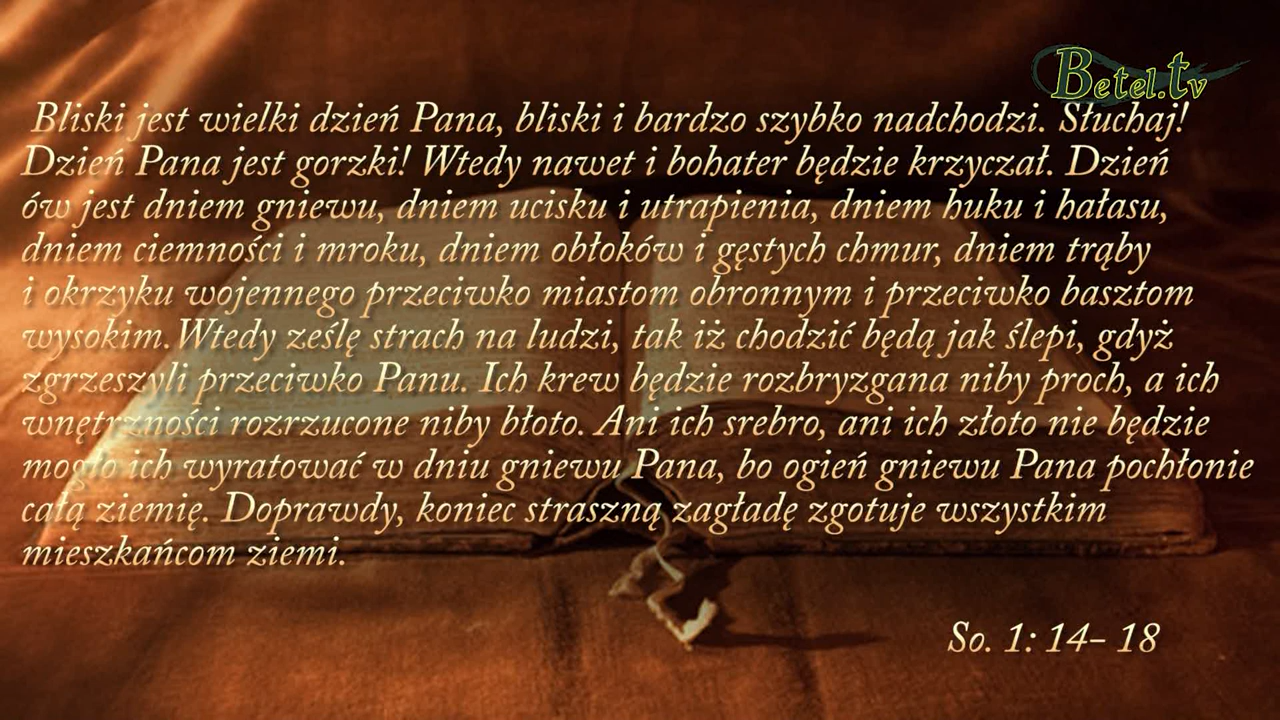 Betel.tv
Bliski jest wielki dzień Pana, bliski i bardzo szybko nadchodzi. Słuchaj!
Dzień Pana jest gorzki! Wtedy nawet i bohater będzie krzyczał. Dzień
ów jest dniem gniewu, dniem ucisku i utrapienia, dniem huku i hałasu,
dniem ciemności i mroku, dniem obłoków i gęstych chmur, dniem trąby
i okrzyku wojennego przeciwko miastom obronnym i przeciwko basztom
wysokim.Wtedy ześlę strach na ludzi, tak iż chodzić będą jak ślepi, gdyż
zgrzeszyli przeciwko Panu. Ich krew będzie rozbryzgana niby proch, a ich
wnętrzności rozrzucone niby błoto. Ani ich srebro, ani ich złoto nie będzie
mogło ich wyratować w dniu gniewu Pana, bo ogień gniewu Pana pochłonie
całą ziemię. Doprawdy, koniec straszną zagładę zgotuje wszystkim
mieszkańcom ziemi.
So. 1: 14- 18